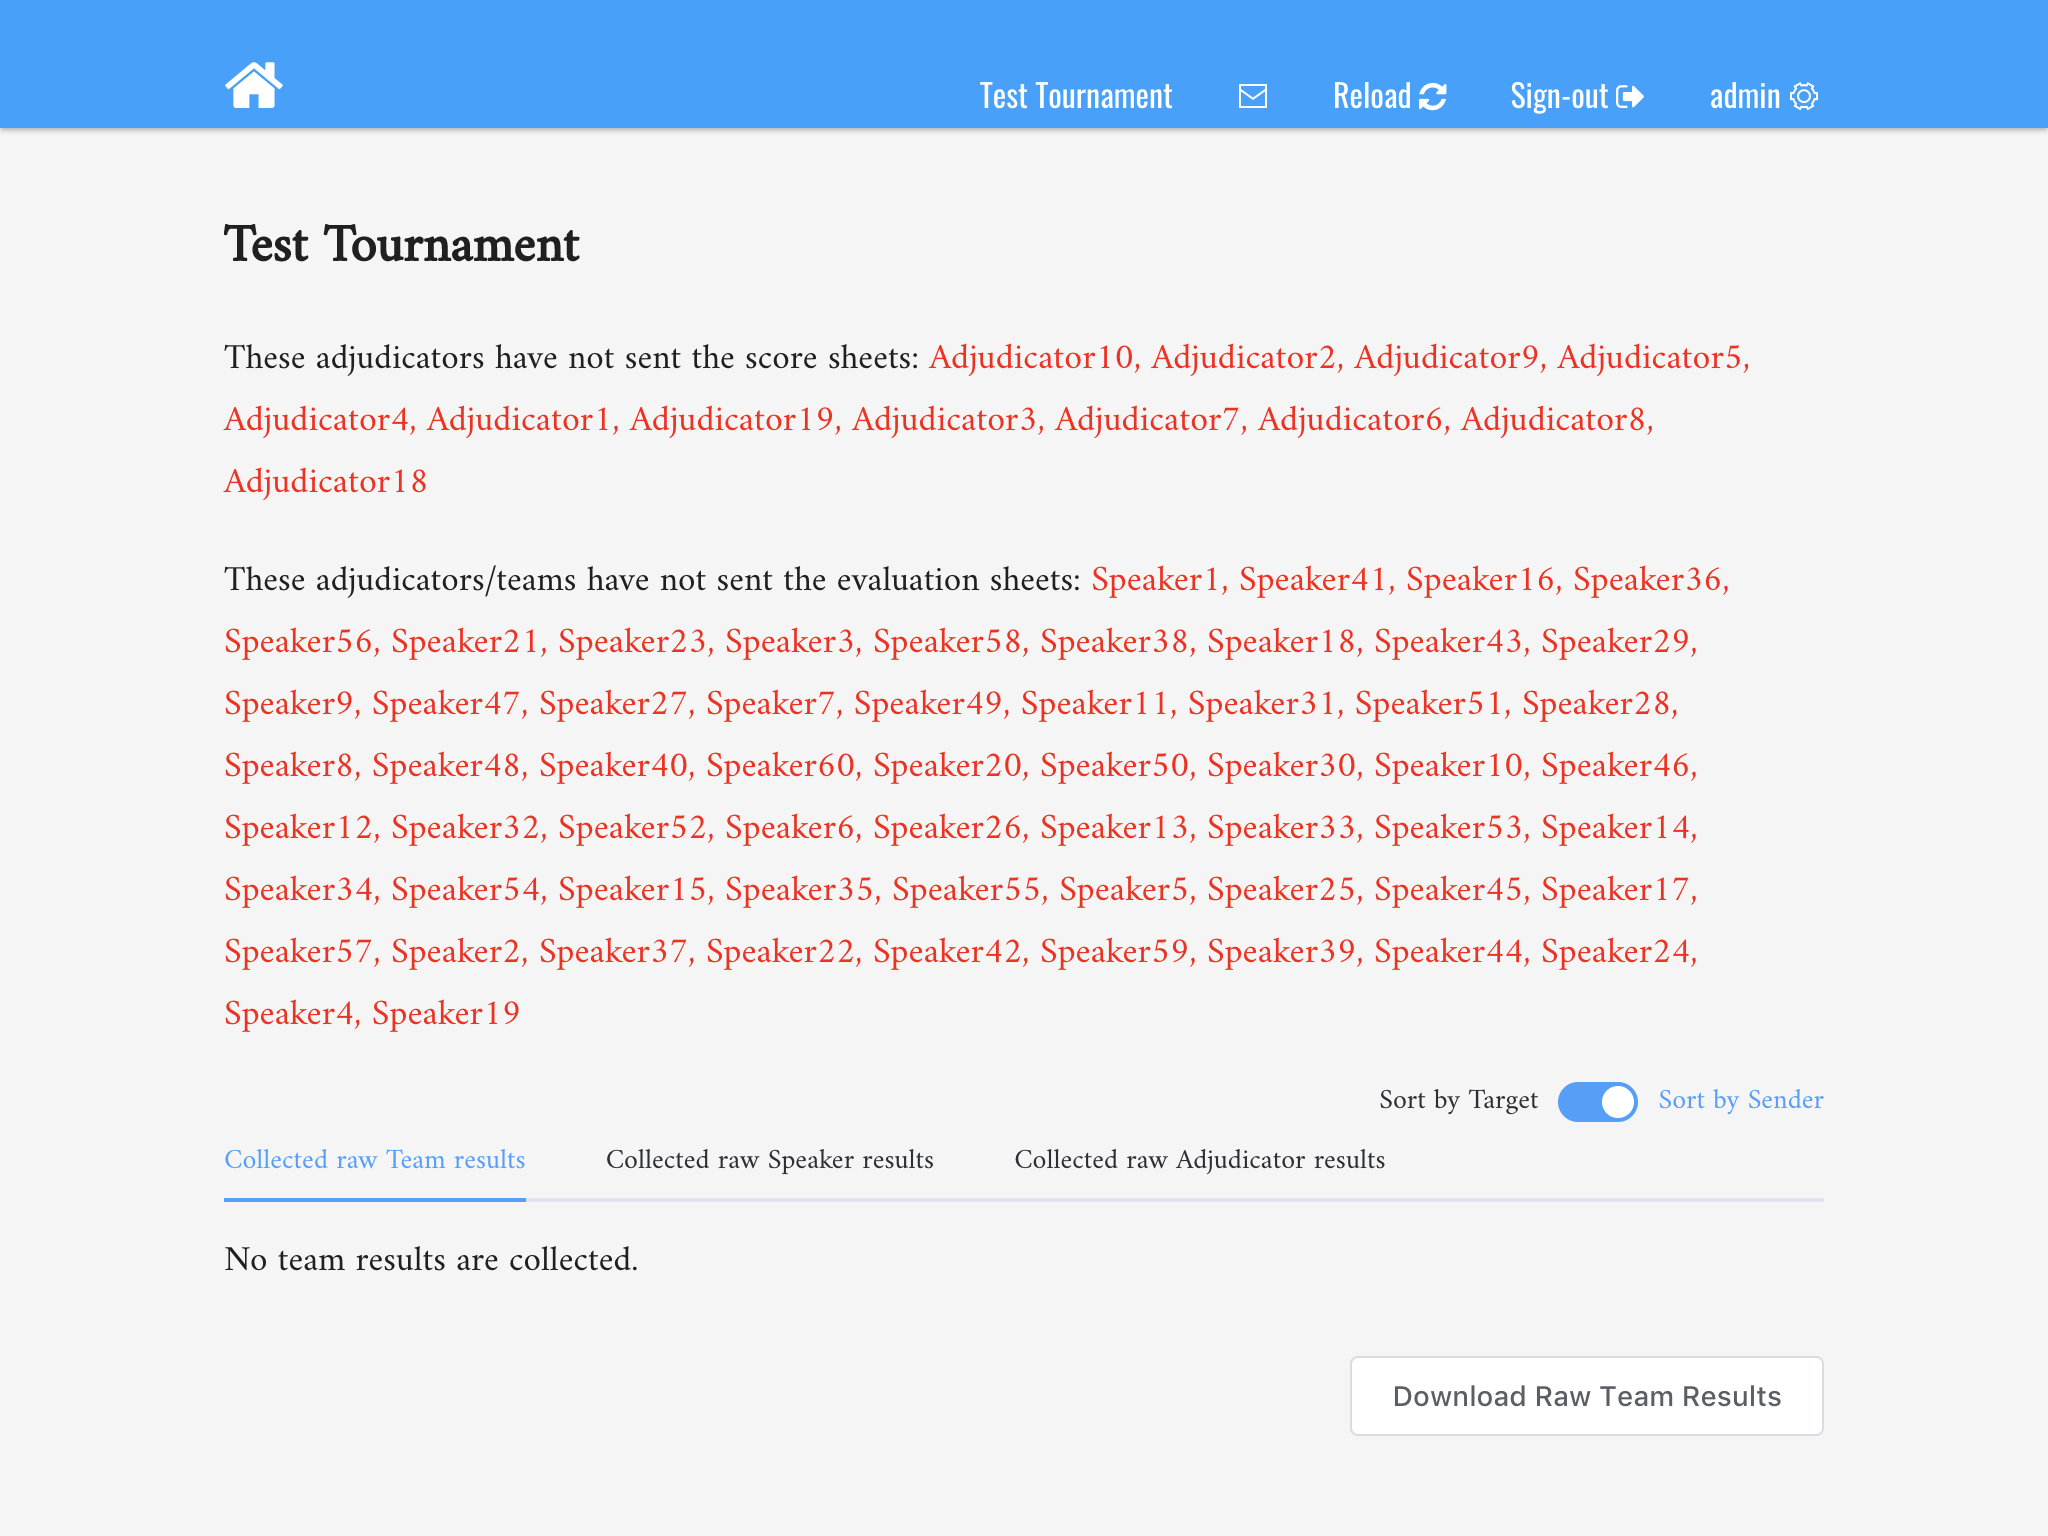 Test Tournament Reload Sign-out admin
Test Tournament
These adjudicators have not sent the score sheets: Adjudicator10, Adjudicator2, Adjudicator9, Adjudicator5,
Adjudicator4, Adjudicator1, Adjudicator19, Adjudicator3, Adjudicator7, Adjudicator6, Adjudicator8,
Adjudicator18
These adjudicators/teams have not sent the evaluation sheets: Speaker1, Speaker41, Speaker16, Speaker36,
Speaker56, Speaker21, Speaker23, Speaker3, Speaker58, Speaker38, Speaker18, Speaker43, Speaker29,
Speaker9, Speaker47, Speaker27, Speaker7, Speaker49, Speaker11, Speaker31, Speaker51, Speaker28,
Speaker8, Speaker48, Speaker40, Speaker60, Speaker20, Speaker50, Speaker30, Speaker10, Speaker46,
Speaker12, Speaker32, Speaker52, Speaker6, Speaker26, Speaker13, Speaker33, Speaker53, Speaker14,
Speaker34, Speaker54, Speaker15, Speaker35, Speaker55, Speaker5, Speaker25, Speaker45, Speaker17,
Speaker57, Speaker2, Speaker37, Speaker22, Speaker42, Speaker59, Speaker39, Speaker44, Speaker24,
Speaker4, Speaker19
Sort by Target Sort by Sender
Collected raw Team results Collected raw Speaker results Collected raw Adjudicator results
No team results are collected.
Download Raw Team Results